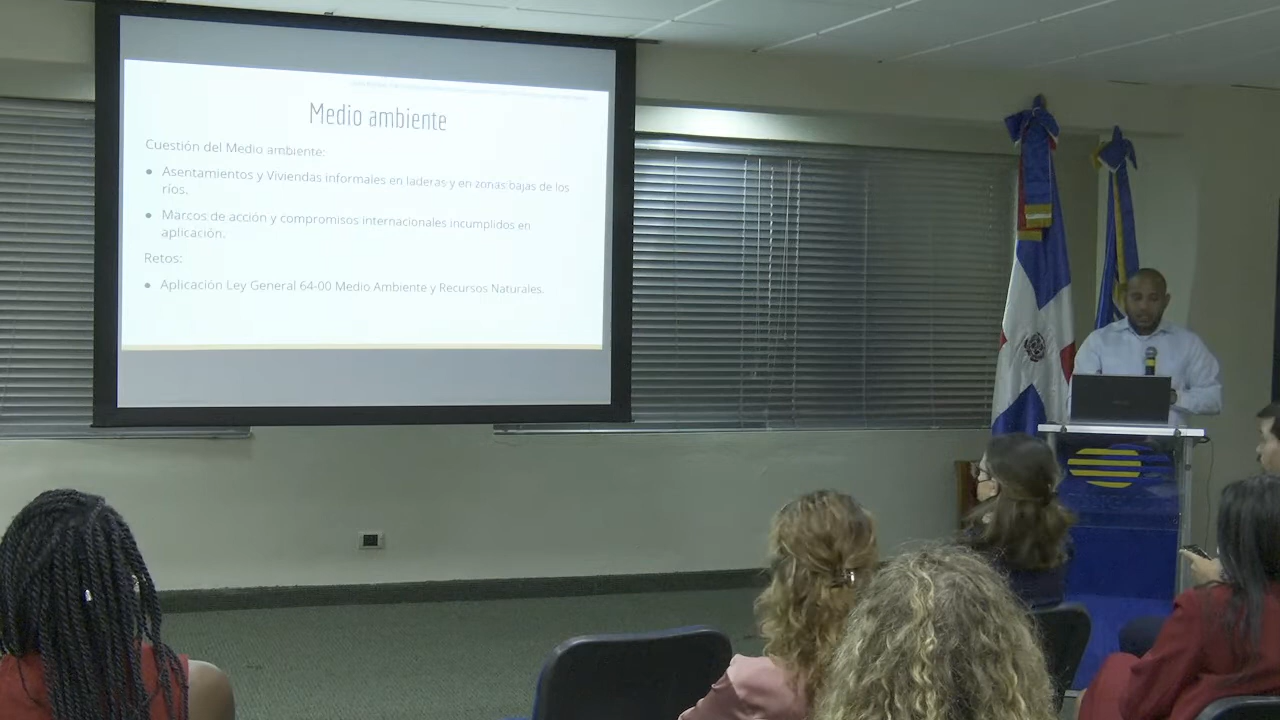 Medio ambiente
Cuestión del Medio ambiente:
• Asentamientos y Viviendas informales en laderas y en zonas bajas de los
ríos.
• Marcos de acción y compromisos internacionales incumplidos en
aplicación.
Retos:
• Aplicación Ley General 64-00 Medio Ambiente y Recursos Naturales.